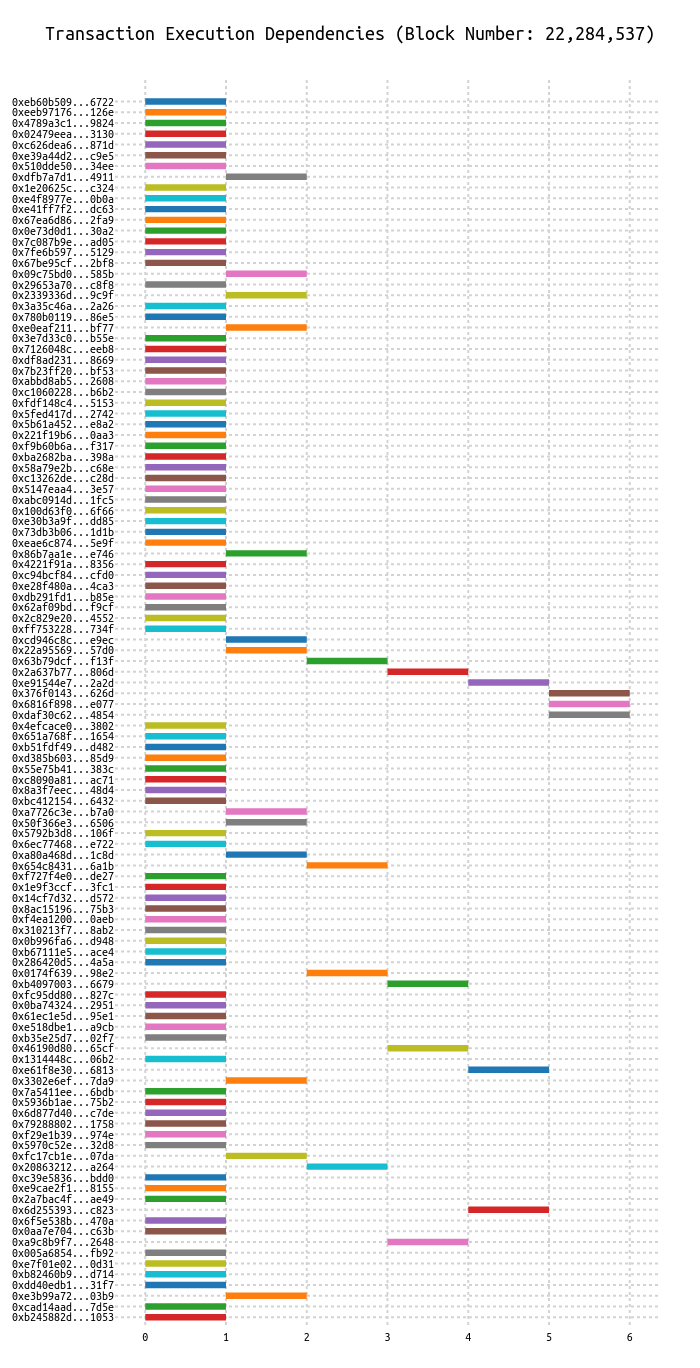 Transaction Execution Dependencies (Block Number: 22,284,537)
0xeb60b509...6722
0xeeb97176...126e
0x4789a3c1...9824
0x02479eea...3130
0xc626dea6...871d
0xe39a44d2...c9e5
0x510dde50...34ee
0xdfb7a7d1...4911
0x1e20625c...c324
0xe4f8977e...0b0a
0xe41ff7f2...dc63
0x67ea6d86...2fa9
0x0e73d0d1...30a2
0x7c087b9e...ad05
0x7fe6b597...5129
0x67be95cf...2bf8
0x09c75bd0...585b
0x29653a70...c8f8
0x2339336d...9c9f
0x3a35c46a...2a26
0x780b0119...86e5
0xe0eaf211...bf77
0x3e7d33c0...b55e
0x7126048c...eeb8
0xdf8ad231...8669
0x7b23ff20...bf53
0xabbd8ab5...2608
0xc1060228...b6b2
0xfdf148c4...5153
0x5fed417d...2742
0x5b61a452...e8a2
0x221f19b6...0aa3
0xf9b60b6a...f317
0xba2682ba...398a
0x58a79e2b...c68e
0xc13262de...c28d
0x5147eaa4...3e57
0xabc0914d...1fc5
0x100d63f0...6f66
0xe30b3a9f...dd85
0x73db3b06...1d1b
0xeae6c874...5e9f
0x86b7aa1e...e746
0x4221f91a...8356
0xc94bcf84...cfd0
0xe28f480a...4ca3
0xdb291fd1...b85e
0x62af09bd...f9cf
0x2c829e20...4552
0xff753228...734f
0xcd946c8c...e9ec
0x22a95569...57d0
0x63b79dcf...f13f
0x2a637b77...806d
0xe91544e7...2a2d
0x376f0143...626d
0x6816f898...e077
0xdaf30c62...4854
0x4efcace0...3802
0x651a768f...1654
0xb51fdf49...d482
0xd385b603...85d9
0x55e75b41...383c
0xc8090a81...ac71
0x8a3f7eec...48d4
0xbc412154...6432
0xa7726c3e...b7a0
0x50f366e3...6506
0x5792b3d8...106f
0x6ec77468...e722
0xa80a468d...1c8d
0x654c8431...6a1b
0xf727f4e0...de27
0x1e9f3ccf...3fc1
0x14cf7d32...d572
0x8ac15196...75b3
0xf4ea1200...0aeb
0x310213f7...8ab2
0x0b996fa6...d948
0xb67111e5...ace4
0x286420d5...4a5a
0x0174f639...98e2
0xb4097003...6679
0xfc95dd80...827c
0x0ba74324...2951
0x61ec1e5d...95e1
0xe518dbe1...a9cb
0xb35e25d7...02f7
0x46190d80...65cf
0x1314448c...06b2
0xe61f8e30...6813
0x3302e6ef...7da9
0x7a5411ee...6bdb
0x5936b1ae...75b2
0x6d877d40...c7de
0x79288802...1758
0xf29e1b39...974e
0x5970c52e...32d8
0xfc17cb1e...07da
0x20863212...a264
0xc39e5836...bdd0
0xe9cae2f1...8155
0x2a7bac4f...ae49
0x6d255393...c823
0x6f5e538b...470a
0x0aa7e704...c63b
0xa9c8b9f7...2648
0x005a6854...fb92
0xe7f01e02...0d31
0xb82460b9...d714
0xdd40edb1...31f7
0xe3b99a72...03b9
0xcad14aad...7d5e
0xb245882d...1053
0 1 2 3 4 5 6